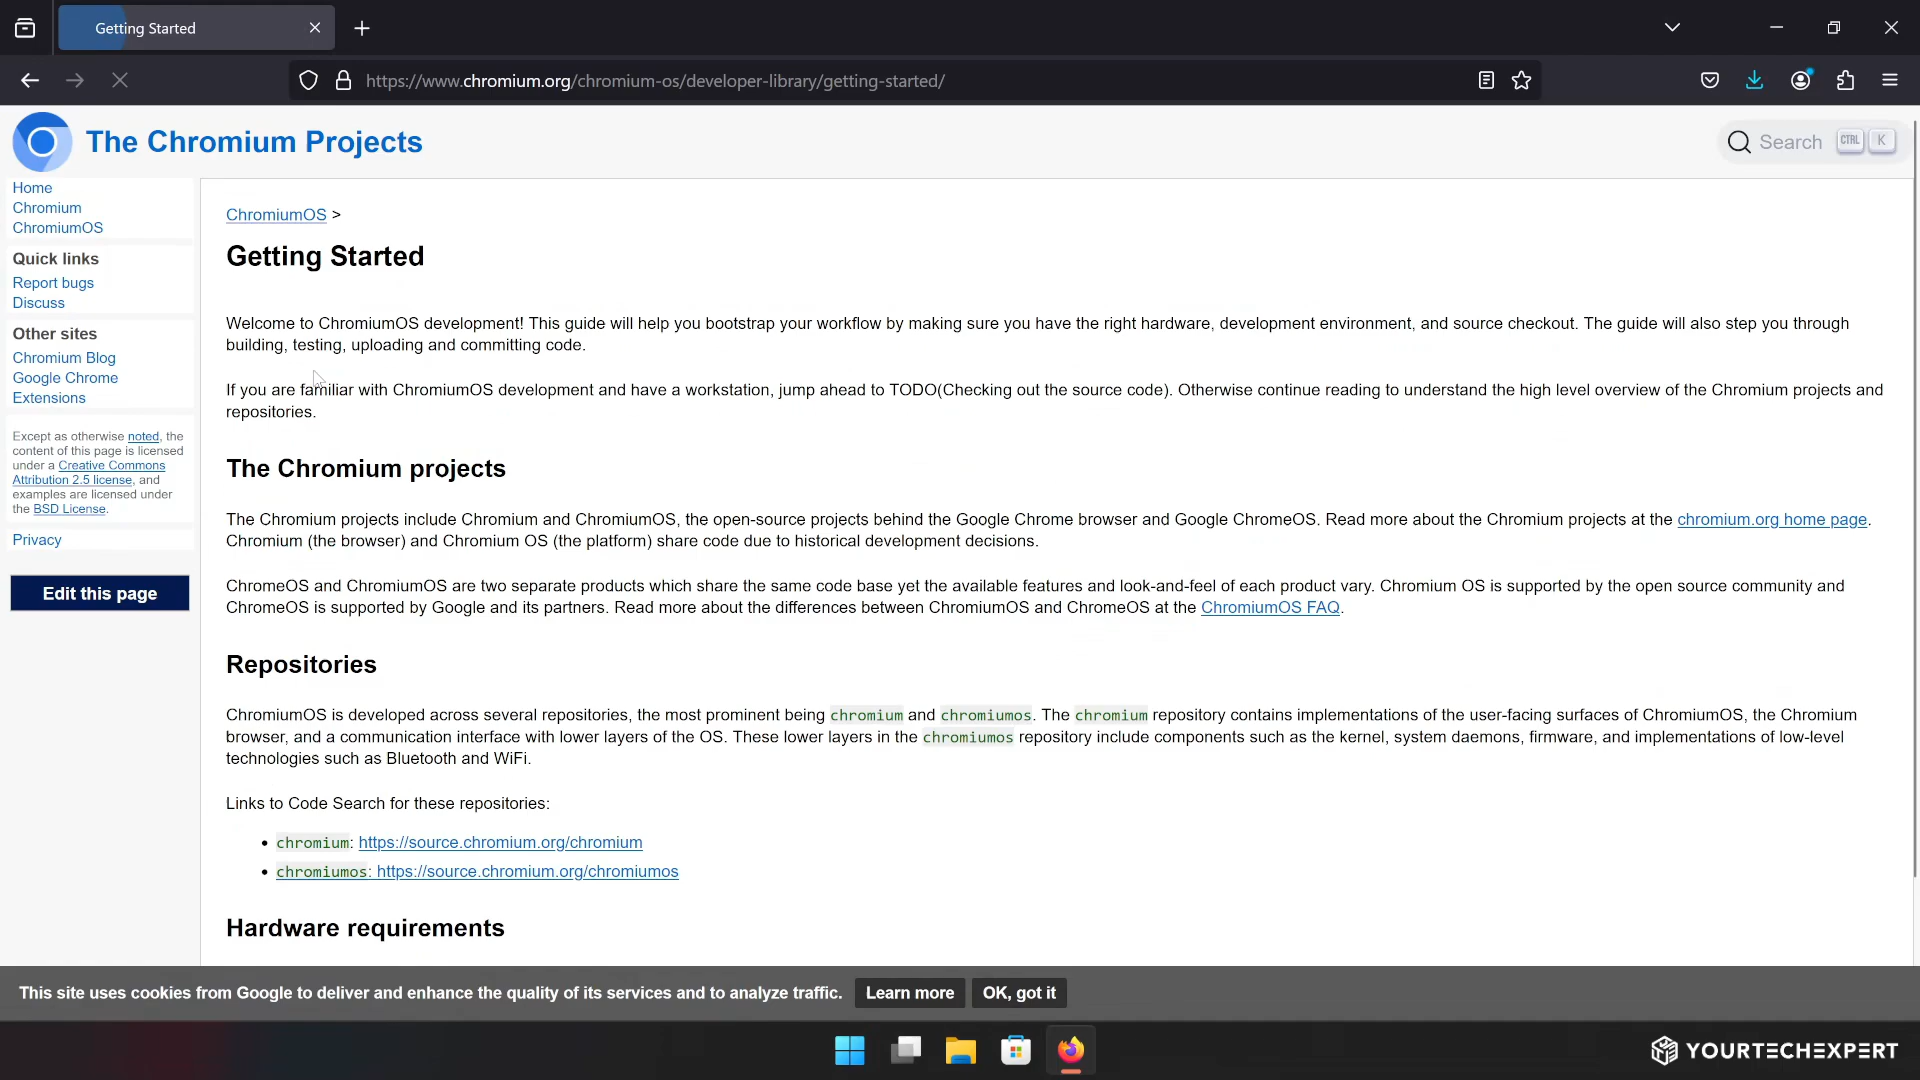 Getting Started
https://www.chromium.org/chromium-os/developer-library/getting-started/
The Chromium Projects
Search CTRL K
Home
Chromium
ChromiumOS
Quick links
Report bugs
Discuss
Other sites
Chromium Blog
Google Chrome
Extensions
Except as otherwise noted, the
content of this page is licensed
under a Creative Commons
Attribution 2.5 license, and
examples are licensed under
the BSD License.
Privacy
Edit this page
ChromiumOS >
Getting Started
Welcome to ChromiumOS development! This guide will help you bootstrap your workflow by making sure you have the right hardware, development environment, and source checkout. The guide will also step you through
building, testing, uploading and committing code.
If you are familiar with ChromiumOS development and have a workstation, jump ahead to TODO(Checking out the source code). Otherwise continue reading to understand the high level overview of the Chromium projects and
repositories.
The Chromium projects
The Chromium projects include Chromium and ChromiumOS, the open-source projects behind the Google Chrome browser and Google ChromeOS. Read more about the Chromium projects at the chromium.org home page.
Chromium (the browser) and Chromium OS (the platform) share code due to historical development decisions.
ChromeOS and ChromiumOS are two separate products which share the same code base yet the available features and look-and-feel of each product vary. Chromium OS is supported by the open source community and
ChromeOS is supported by Google and its partners. Read more about the differences between ChromiumOS and ChromeOS at the ChromiumOS FAQ.
Repositories
ChromiumOS is developed across several repositories, the most prominent being chromium and chromiumos. The chromium repository contains implementations of the user-facing surfaces of ChromiumOS, the Chromium
browser, and a communication interface with lower layers of the OS. These lower layers in the chromiumos repository include components such as the kernel, system daemons, firmware, and implementations of low-level
technologies such as Bluetooth and WiFi.
Links to Code Search for these repositories:
• chromium: https://source.chromium.org/chromium
• chromiumos: https://source.chromium.org/chromiumos
Hardware requirements
This site uses cookies from Google to deliver and enhance the quality of its services and to analyze traffic. Learn more OK, got it
YOURTECHEXPERT